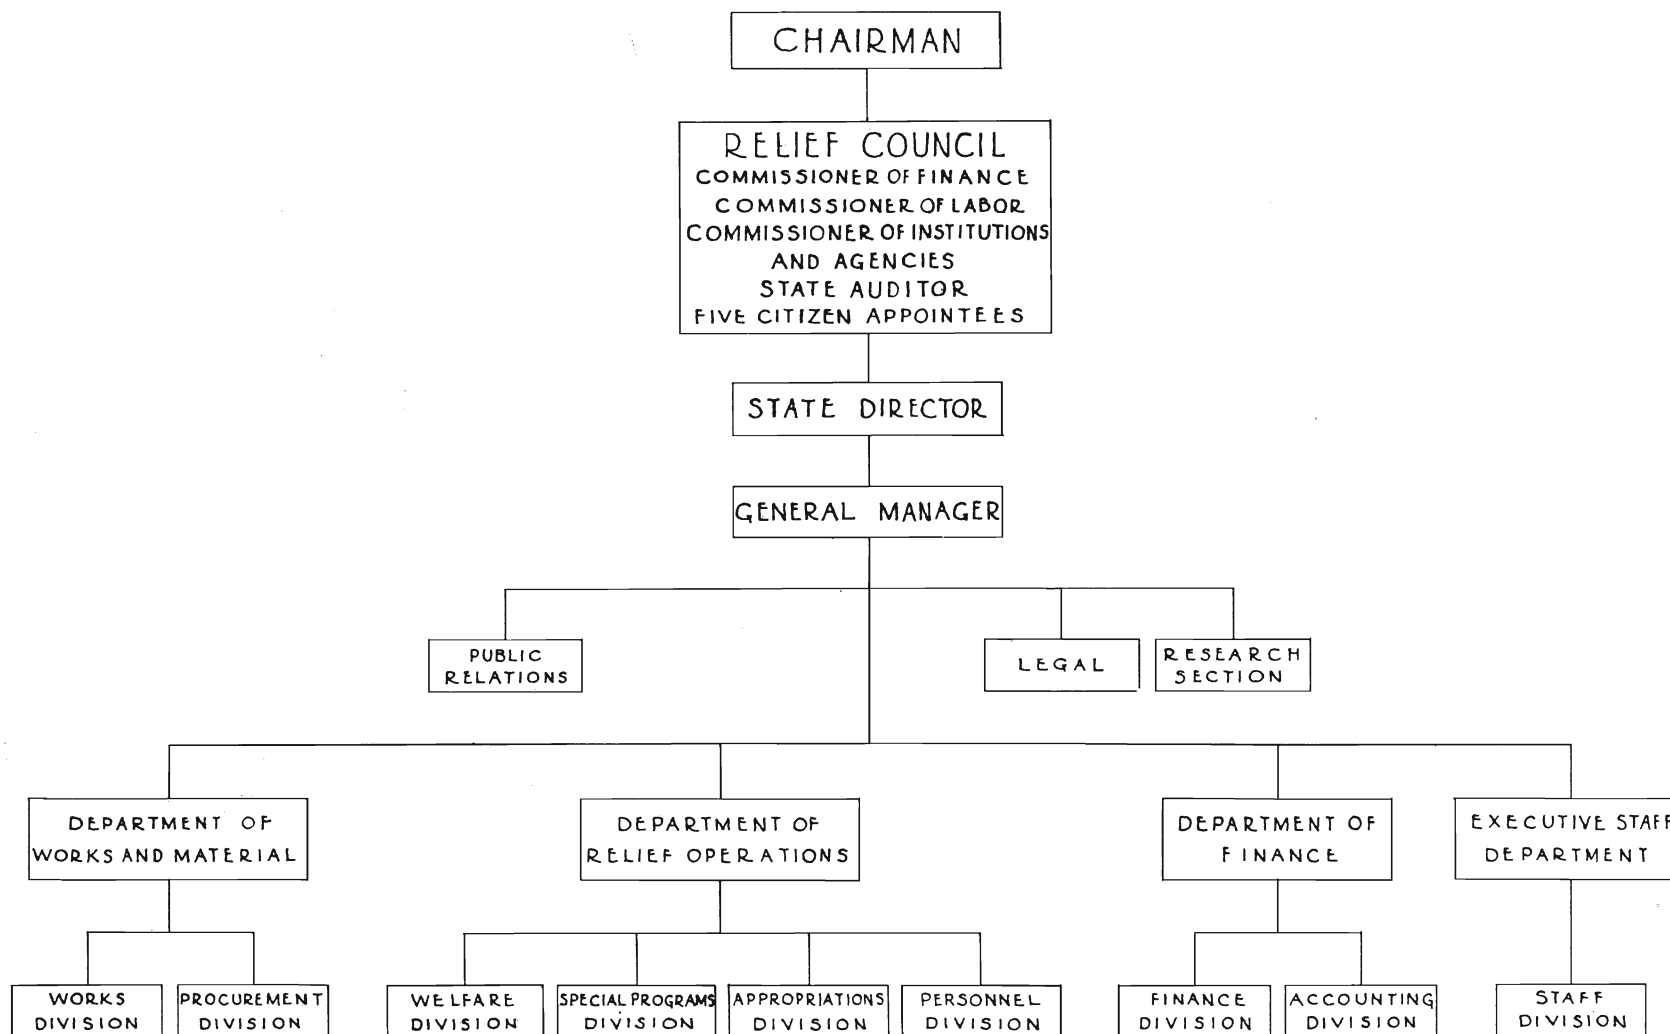 CHAIRMAN
RELIEF COUNCIL
COMMISSIONER OF FINANCE
COMMISSIONER OF LABOR
COMMISSIONER OF INSTITUTIONS
AND AGENCIES
STATE AUDITOR
FIVE CITIZEN APPOINTEES
STATE DIRECTOR
GENERAL MANAGER
PUBLIC
RELATIONS
LEGAL
RESEARCH
SECTION
DEPARTMENT OF
WORKS AND MATERIAL
DEPARTMENT OF
RELIEF OPERATIONS
DEPARTMENT OF
FINANCE
EXECUTIVE STAFF
DEPARTMENT
WORKS
DIVISION
PROCUREMENT
DIVISION
WELFARE
DIVISION
SPECIAL PROGRAMS
DIVISION
APPROPRIATIONS
DIVISION
PERSONNEL
DIVISION
FINANCE
DIVISION
ACCOUNTING
DIVISION
STAFF
DIVISION